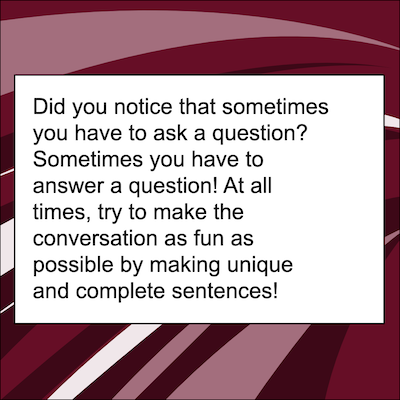 Did you notice that sometimes
you have to ask a question?
Sometimes you have to
answer a question! At all
times, try to make the
conversation as fun as
possible by making unique
and complete sentences!